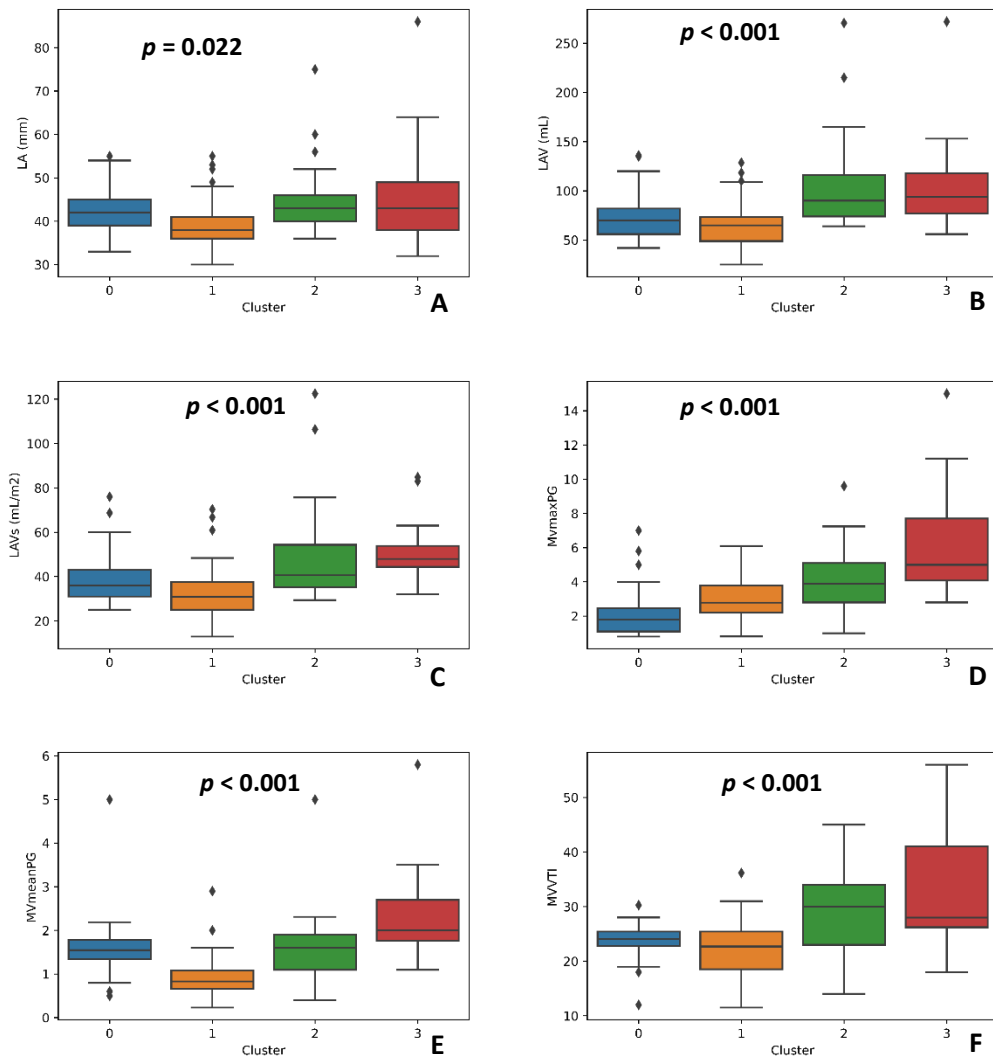 p = 0.022
LA (mm)
80
70
60
50
40
30
0 1 2 3
Cluster
A
p < 0.001
LAV (mL)
250
200
150
100
50
0 1 2 3
Cluster
B
p < 0.001
LAVs (mL/m2)
120
100
80
60
40
20
0 1 2 3
Cluster
C
p < 0.001
MvmaxPG
14
12
10
8
6
4
2
0 1 2 3
Cluster
D
p < 0.001
MVmeanPG
6
5
4
3
2
1
0
0 1 2 3
Cluster
E
p < 0.001
MVVTI
50
40
30
20
10
0 1 2 3
Cluster
F